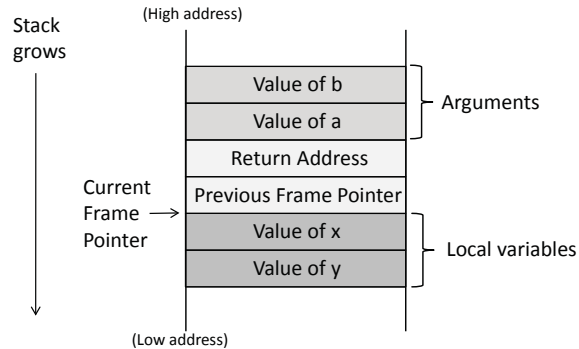 Stack
grows
(High address)
Value of b
Value of a
Arguments
Return Address
Previous Frame Pointer
Current
Frame
Pointer
Value of x
Value of y
Local variables
(Low address)